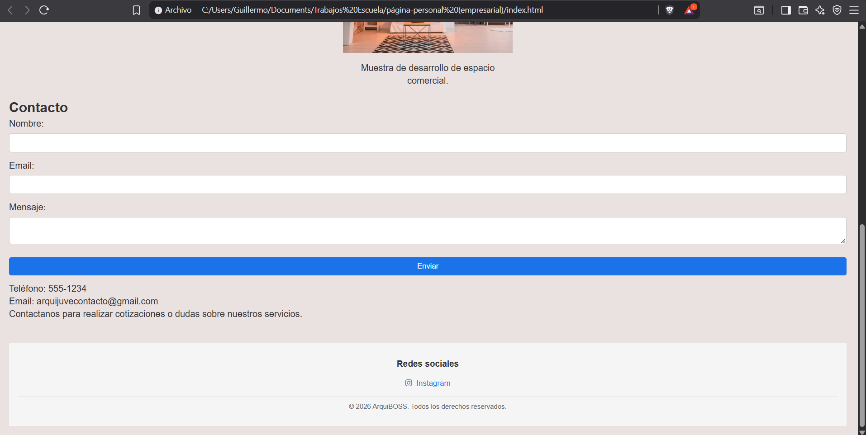 Archivo C:/Users/Guillermo/Documents/Trabajos%20Escuela/página-personal%20(empresarial)/index.html
Muestra de desarrollo de espacio
comercial.
Contacto
Nombre:
Email:
Mensaje:
Enviar
Teléfono: 555-1234
Email: arquijuvecontacto@gmail.com
Contactanos para realizar cotizaciones o dudas sobre nuestros servicios.
Redes sociales
Instagram
© 2026 ArquiBOSS. Todos los derechos reservados.